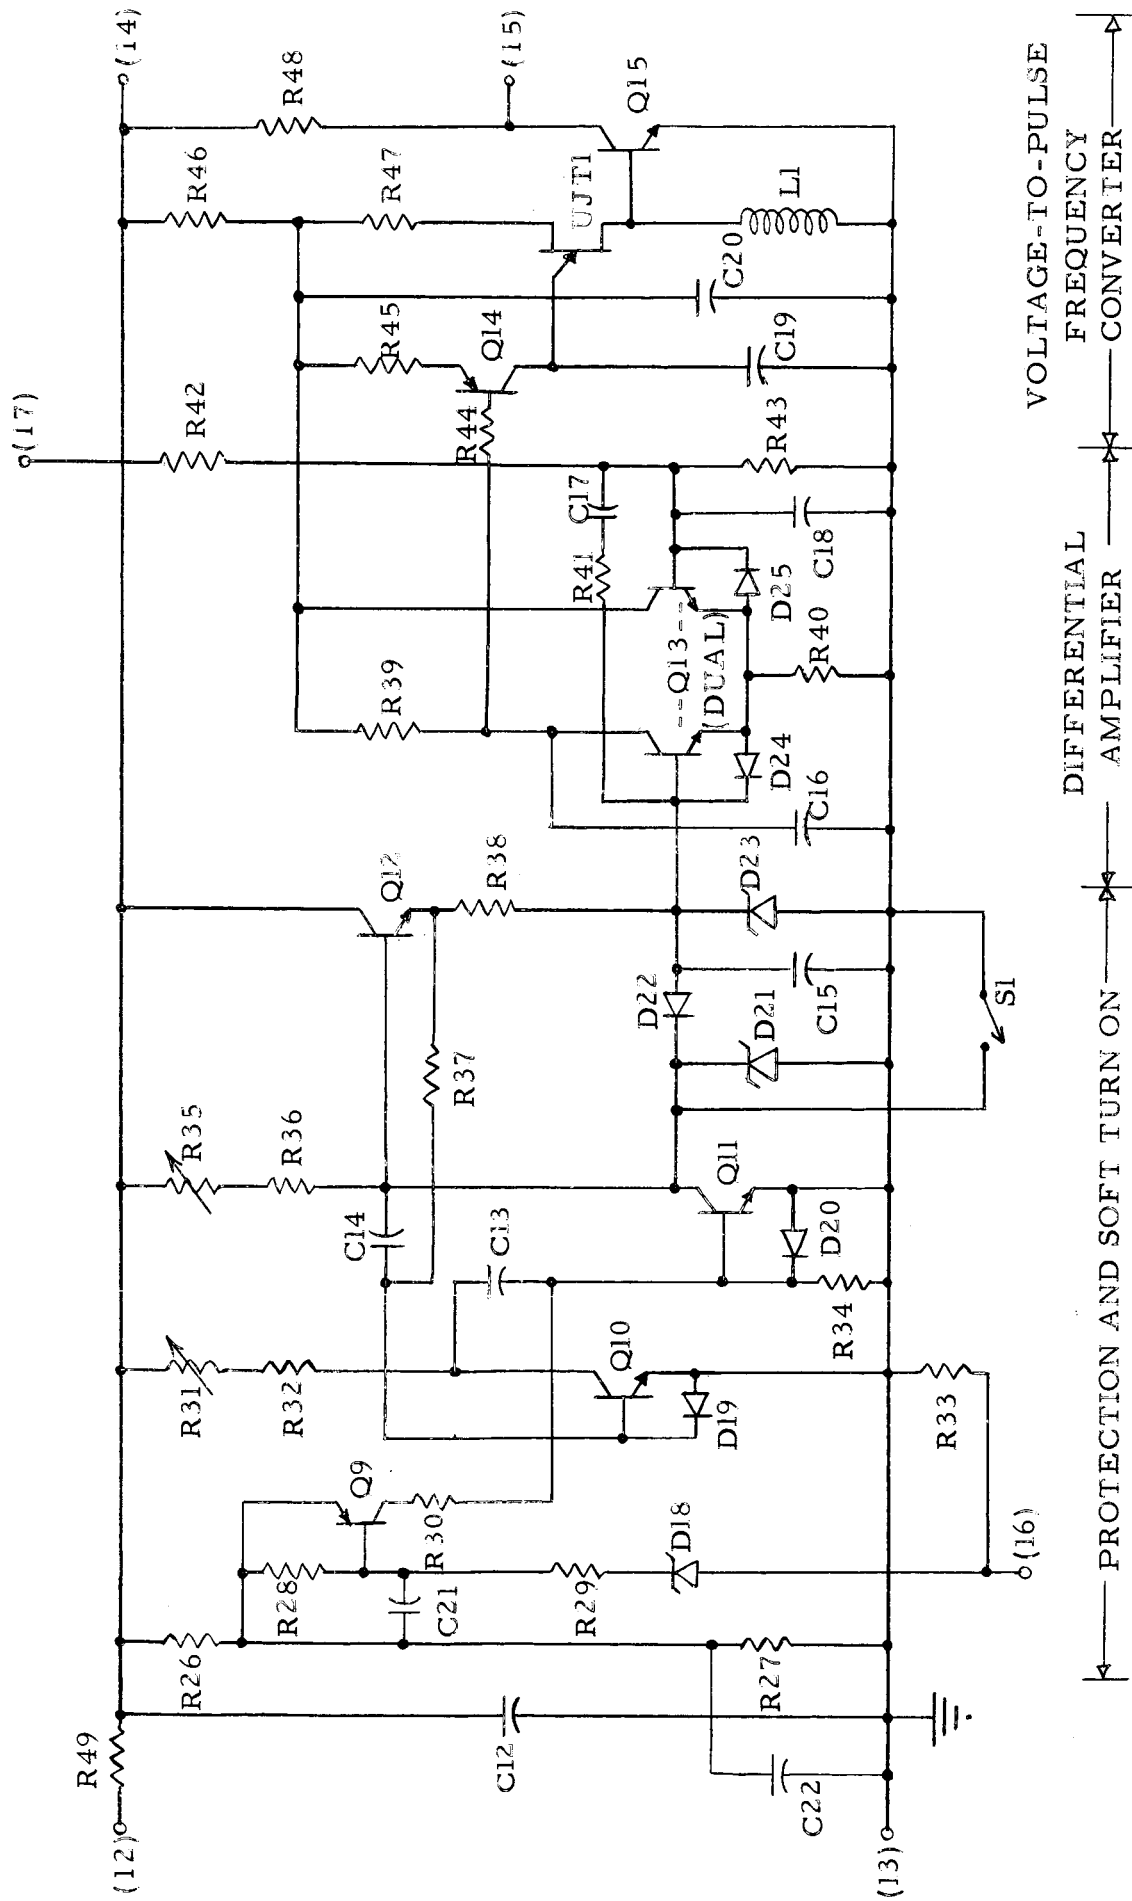 (12)
R49
(14)
(17)
R26
R28
Q9
R30
C21
R29
D18
(16)
R27
C12
C22
(13)
R31
R32
C13
Q10
D19
R33
R34
D20
Q11
C14
R35
R36
R37
Q12
R38
D22
D21
C15
D23
S1
C16
R39
D24
Q13
(DUAL)
R40
D25
R41
C17
C18
R42
R43
R44
R45
Q14
C19
C20
R46
R47
R48
UJT1
L1
Q15
(15)
PROTECTION AND SOFT TURN ON
DIFFERENTIAL
AMPLIFIER
VOLTAGE-TO-PULSE
FREQUENCY
CONVERTER